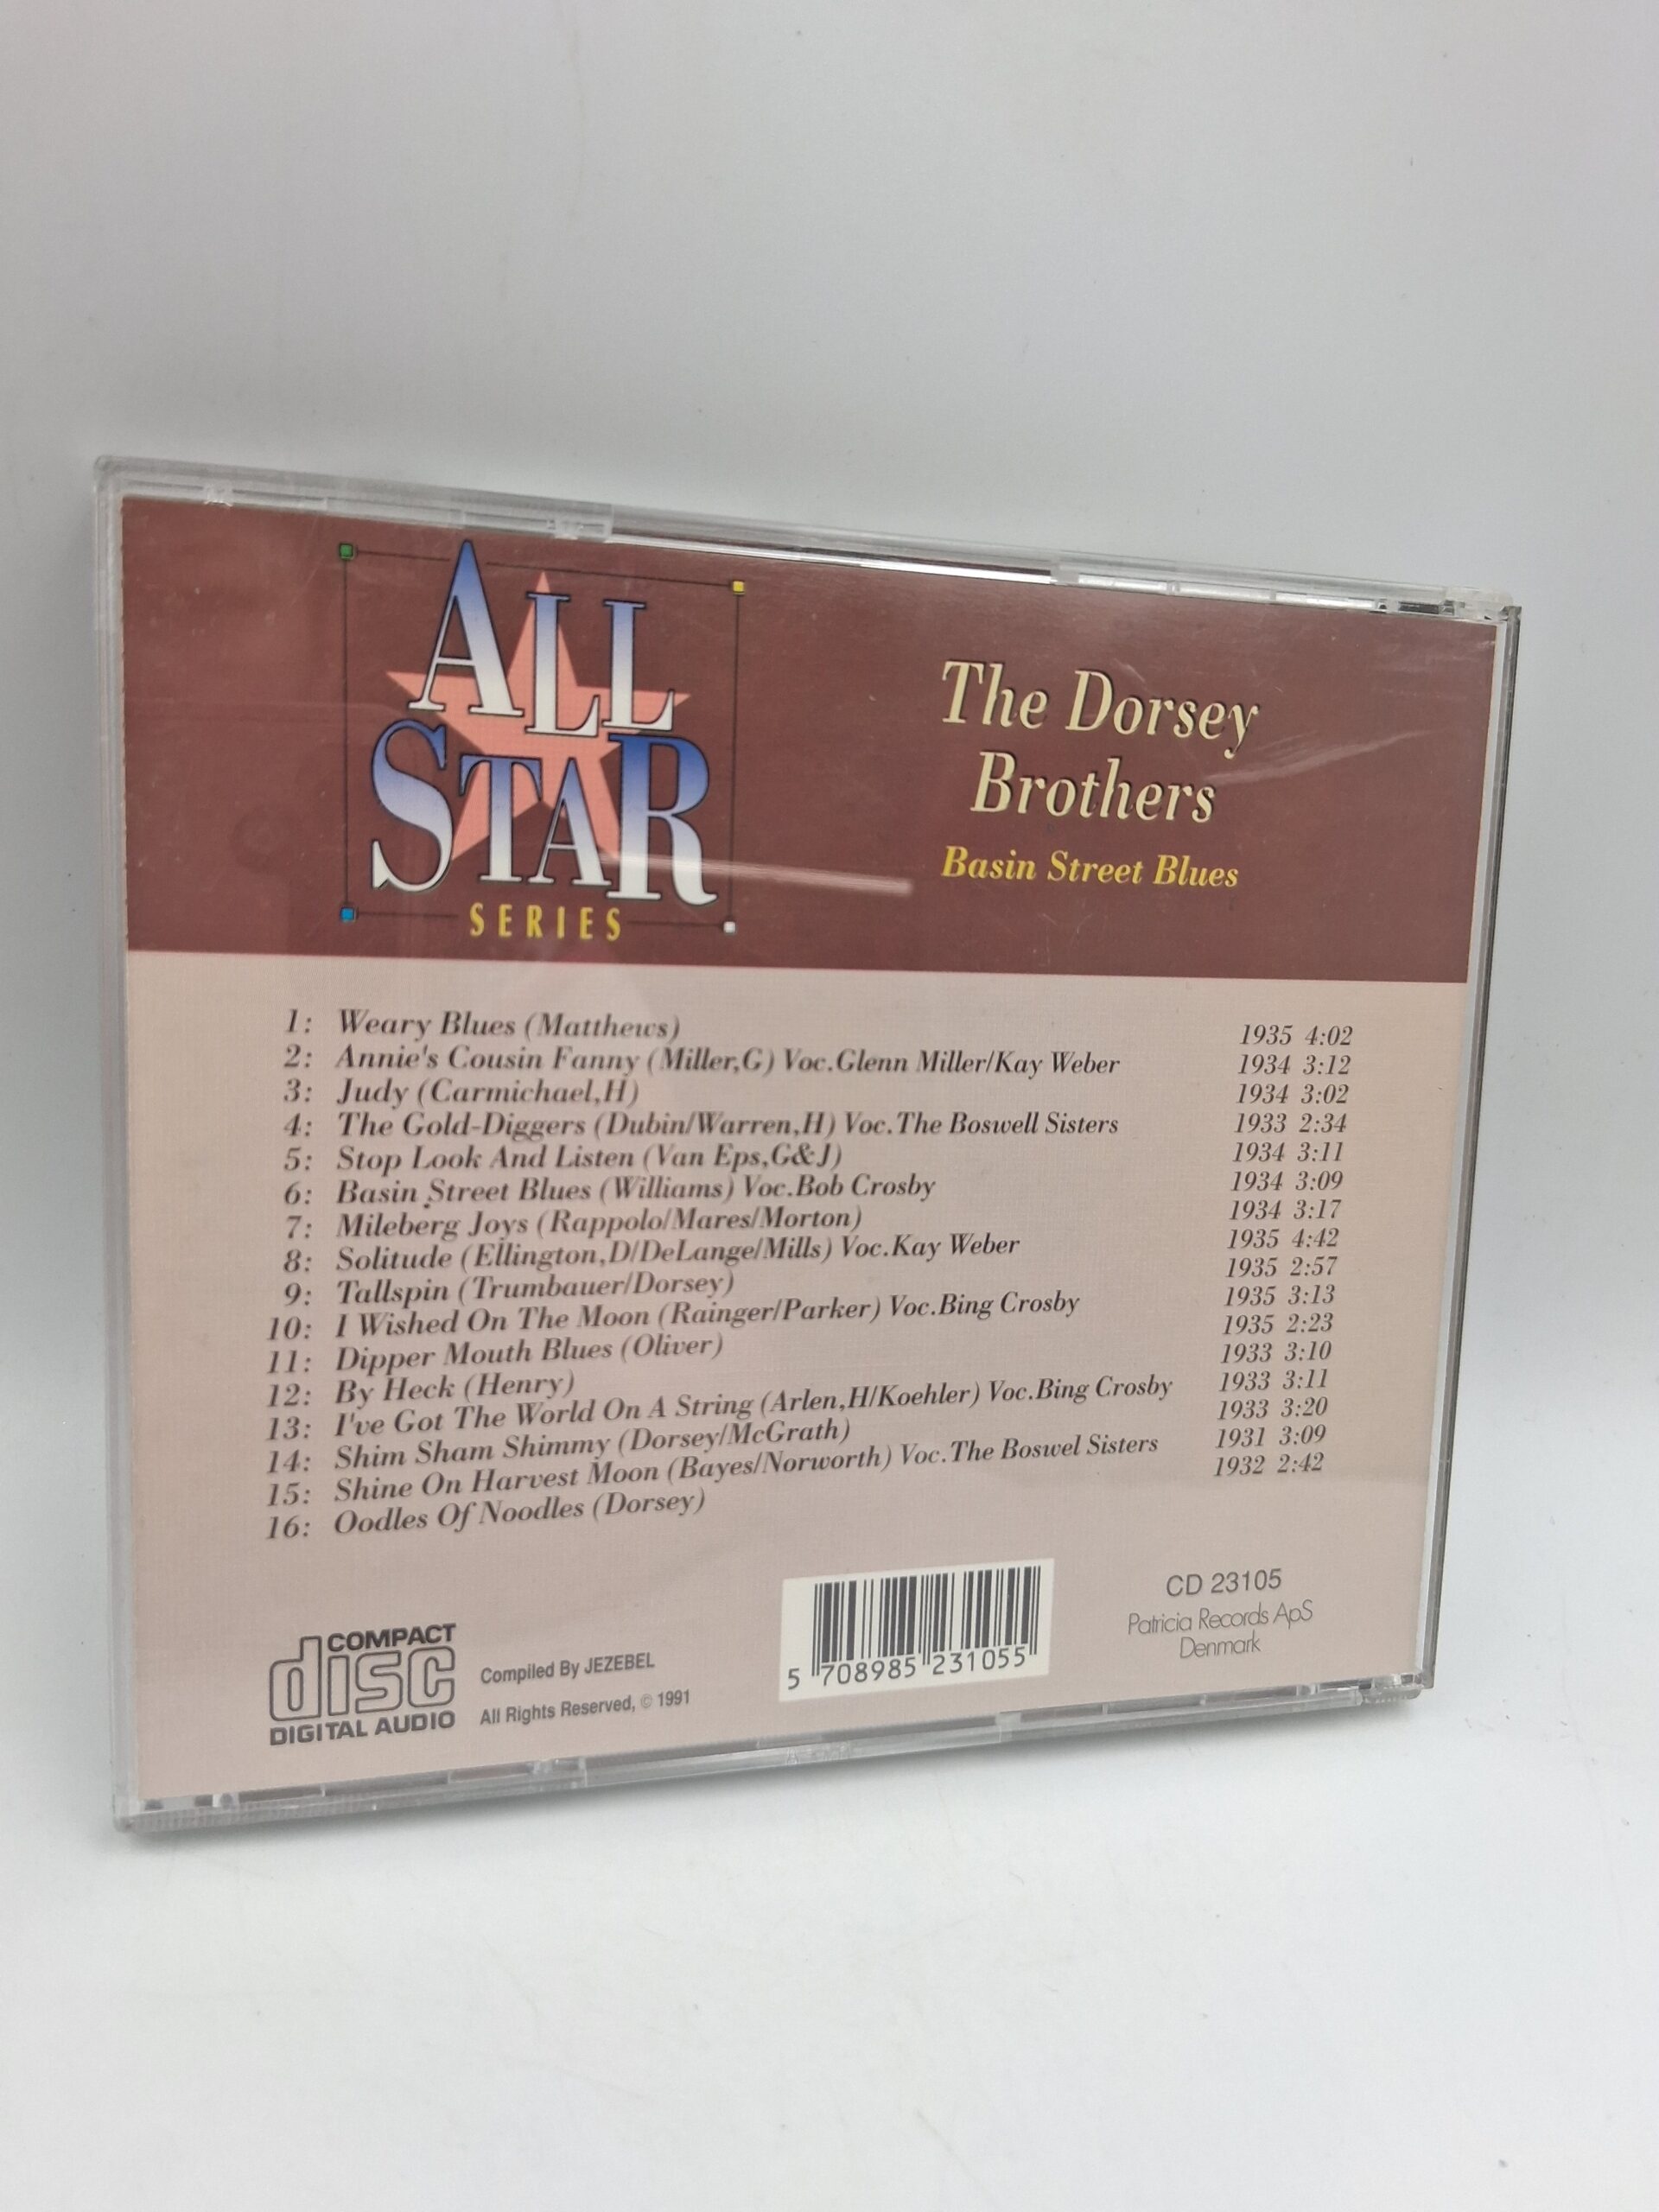 ALL
STAR
SERIES
The Dorsey
Brothers
Basin Street Blues
1: Weary Blues (Matthews) 1935 4:02
2: Annie's Cousin Fanny (Miller,G) Voc.Glenn Miller/Kay Weber 1934 3:12
3: Judy (Carmichael,H) 1934 3:02
4: The Gold-Diggers (Dubin/Warren,H) Voc.The Boswell Sisters 1933 2:34
5: Stop Look And Listen (Van Eps,G&J) 1934 3:11
6: Basin Street Blues (Williams) Voc.Bob Crosby 1934 3:09
7: Mileberg Joys (Rappolo/Mares/Morton) 1934 3:17
8: Solitude (Ellington,D/DeLange/Mills) Voc.Kay Weber 1935 4:42
9: Tallspin (Trumbauer/Dorsey) 1935 2:57
10: I Wished On The Moon (Rainger/Parker) Voc.Bing Crosby 1935 3:13
11: Dipper Mouth Blues (Oliver) 1935 2:23
12: By Heck (Henry) 1933 3:10
13: I've Got The World On A String (Arlen,H/Koehler) Voc.Bing Crosby 1933 3:11
14: Shim Sham Shimmy (Dorsey/McGrath) 1933 3:20
15: Shine On Harvest Moon (Bayes/Norworth) Voc.The Boswel Sisters 1931 3:09
16: Oodles Of Noodles (Dorsey) 1932 2:42
COMPACT
disc
DIGITAL AUDIO
Compiled By JEZEBEL
All Rights Reserved, © 1991
5 708985 231055
CD 23105
Patricia Records ApS
Denmark